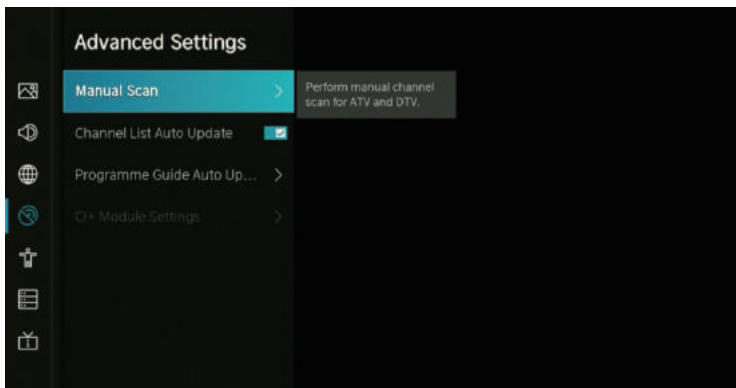 Advanced Settings
Manual Scan
Perform manual channel
scan for ATV and DTV.
Channel List Auto Update
Programme Guide Auto Up...
CI+ Module Settings